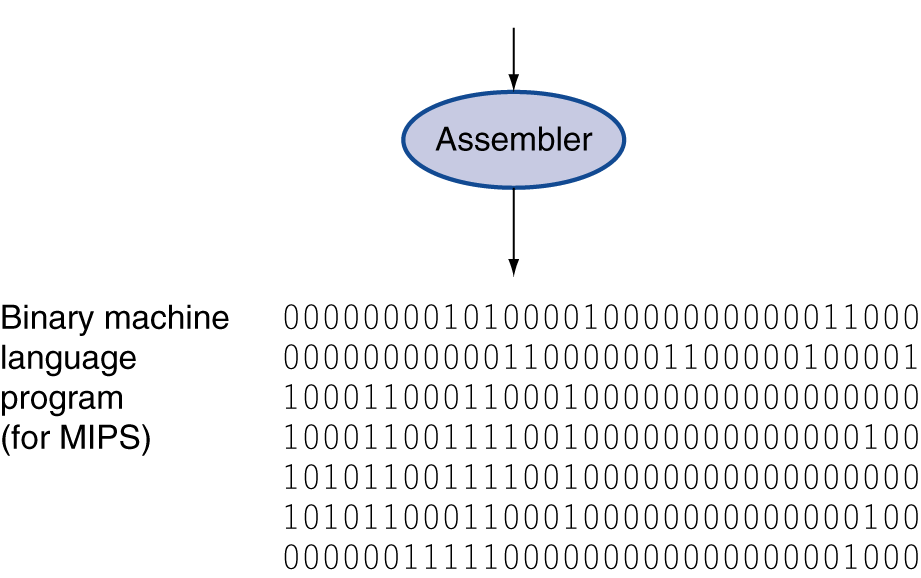 Assembler
Binary machine 00000000101000010000000000011000
language 00000000000110000001100000100001
program 10001100011000100000000000000000
(for MIPS) 10001100111100100000000000000100
10101100111100100000000000000000
10101100011000100000000000000100
00000011111000000000000000001000